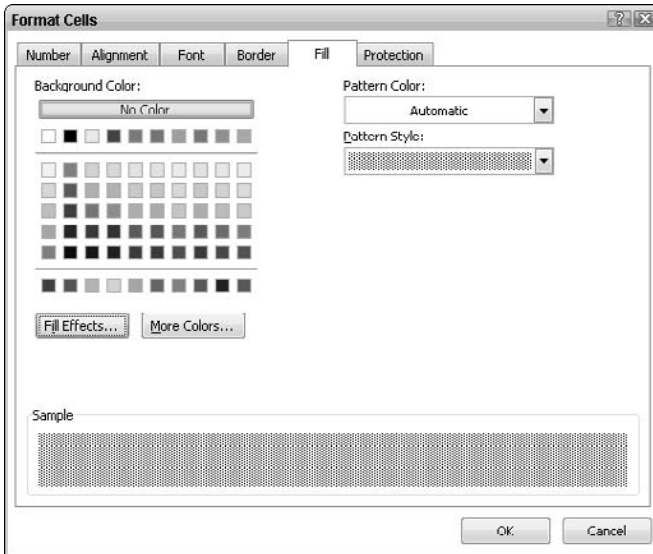 Format Cells
Number Alignment Font Border Fill Protection
Background Color:
No Color
Pattern Color:
Automatic
Pattern Style:
Fill Effects...
More Colors...
Sample
OK
Cancel